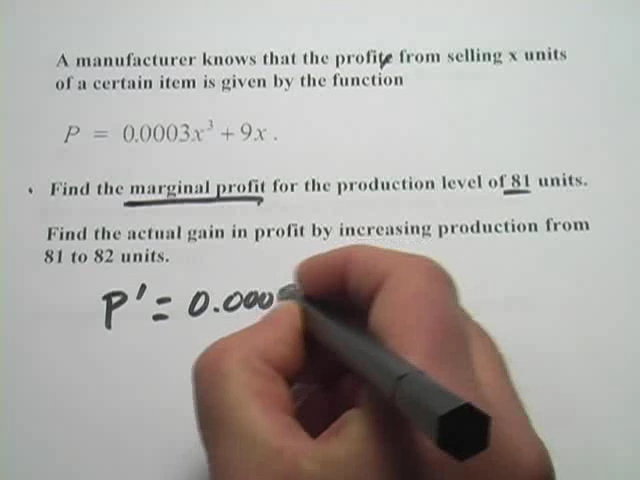 A manufacturer knows that the profit from selling x units
of a certain item is given by the function
P = 0.0003x³ + 9x .
Find the marginal profit for the production level of 81 units.
Find the actual gain in profit by increasing production from
81 to 82 units.
P' = 0.000